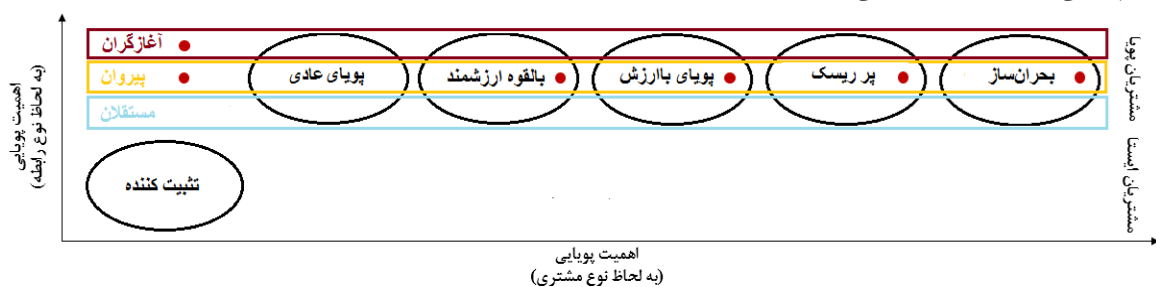 آغازگران
پیروان
مستقلان
پویای عادی
بالقوه ارزشمند
پویای باارزش
پر ریسک
بحران‌ساز
تثبیت کننده
مشتریان پویا
مشتریان ایستا
اهمیت پویایی
(به لحاظ نوع رابطه)
اهمیت پویایی
(به لحاظ نوع مشتری)